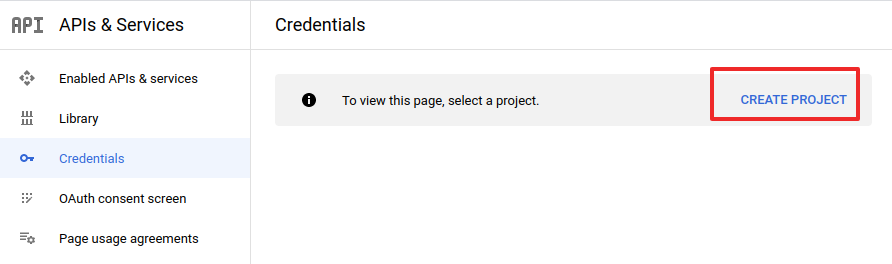 API APIs & Services
Credentials
Enabled APIs & services
Library
Credentials
OAuth consent screen
Page usage agreements
To view this page, select a project.
CREATE PROJECT